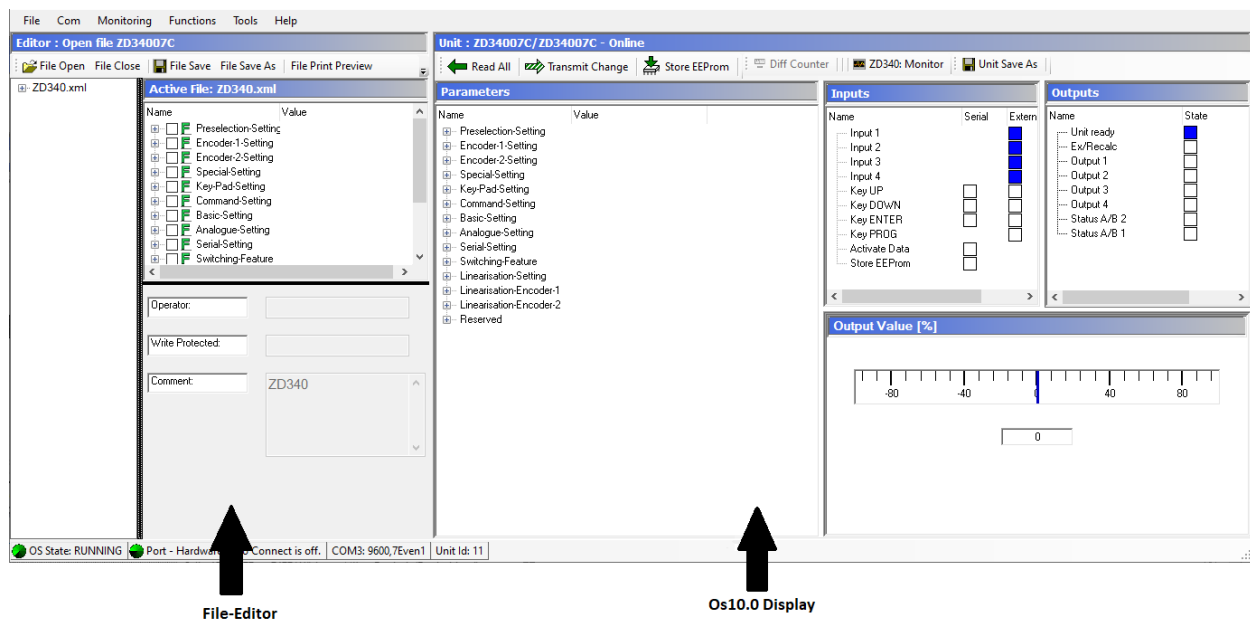 File Com Monitoring Functions Tools Help
Editor : Open file ZD34007C
File Open File Close File Save File Save As File Print Preview
ZD340.xml
Active File: ZD340.xml
Name Value
F Preselection-Setting
F Encoder-1-Setting
F Encoder-2-Setting
F Special-Setting
F Key-Pad-Setting
F Command-Setting
F Basic-Setting
F Analogue-Setting
F Serial-Setting
F Switching-Feature
Operator:
Write Protected:
Comment: ZD340
Unit : ZD34007C/ZD34007C - Online
Read All Transmit Change Store EEProm Diff Counter ZD340: Monitor Unit Save As
Parameters
Name Value
Preselection-Setting
Encoder-1-Setting
Encoder-2-Setting
Special-Setting
Key-Pad-Setting
Command-Setting
Basic-Setting
Analogue-Setting
Serial-Setting
Switching-Feature
Linearisation-Setting
Linearisation-Encoder-1
Linearisation-Encoder-2
Reserved
Inputs
Name Serial Extern
Input 1
Input 2
Input 3
Input 4
Key UP
Key DOWN
Key ENTER
Key PROG
Activate Data
Store EEProm
Outputs
Name State
Unit ready
Ex/Recalc
Output 1
Output 2
Output 3
Output 4
Status A/B 2
Status A/B 1
Output Value [%]
-80 -40 0 40 80
0
OS State: RUNNING Port - Hardware Connect is off. COM3: 9600,7Even1 Unit Id: 11
File-Editor
Os10.0 Display